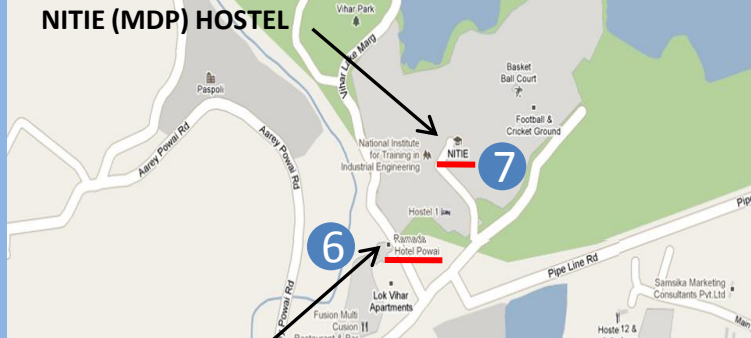 NITIE (MDP) HOSTEL
Vihar Park
Vihar Lake Marg
Paspoli
Aarey Powai Rd
Aarey Powai Rd
Basket
Ball Court
Football &
Cricket Ground
National Institute
for Training in
Industrial Engineering
NITIE
7
Hostel 1
6
Ramada
Hotel Powai
Pipe Line Rd
Pipe
Samsika Marketing
Consultants Pvt.Ltd
Lok Vihar
Apartments
Powai Rd
Fusion Multi
Cusion
Restaurant & Bar
Hoste 12 &